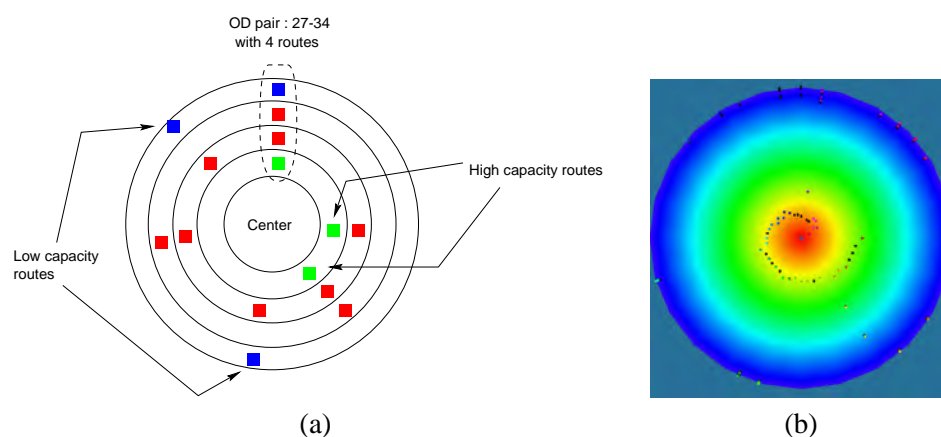 OD pair : 27-34
with 4 routes
High capacity routes
Center
Low capacity
routes
(a)
(b)